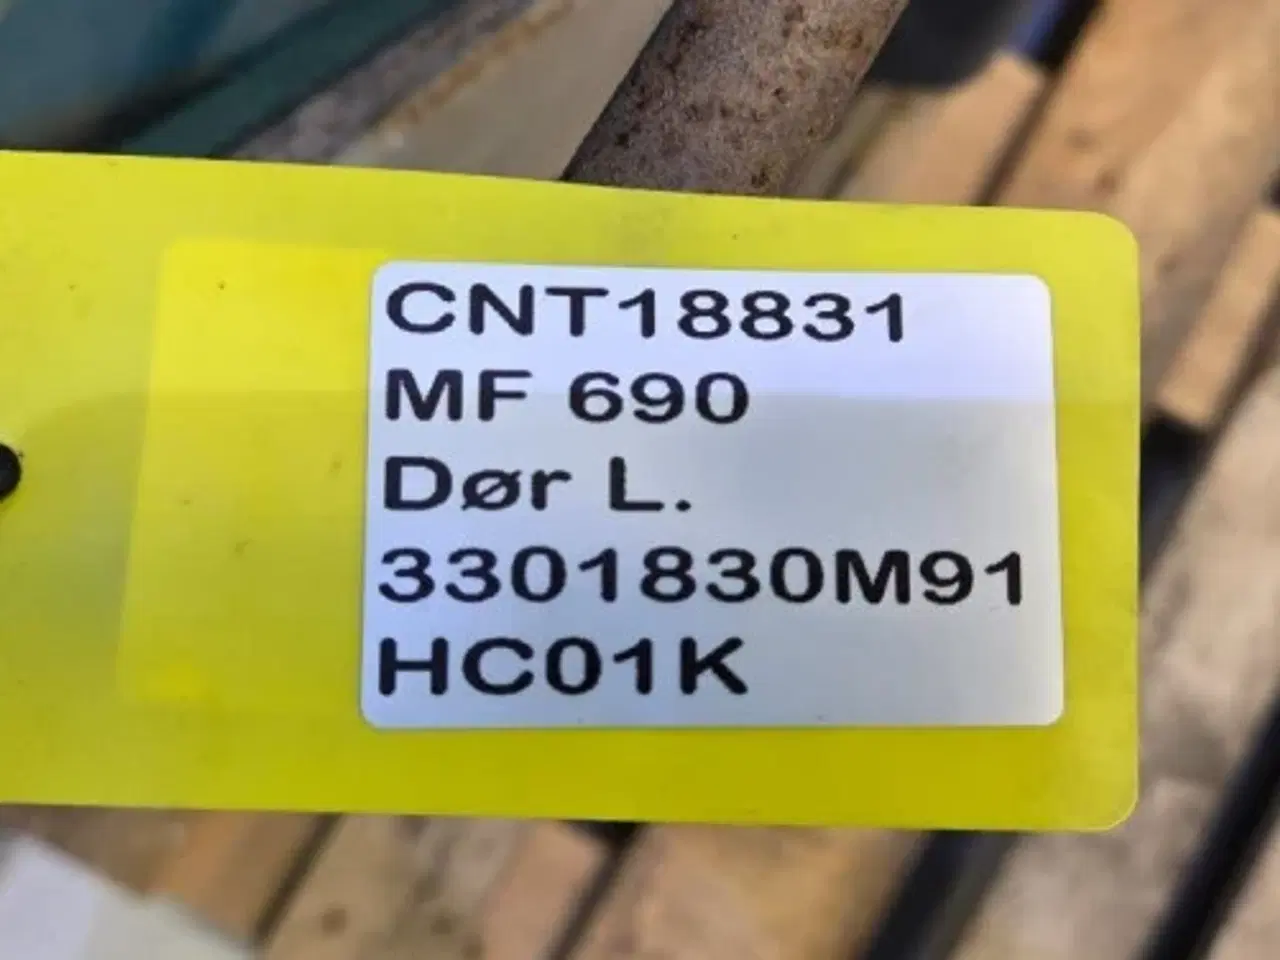 CNT18831
MF 690
Dør L.
3301830M91
HC01K